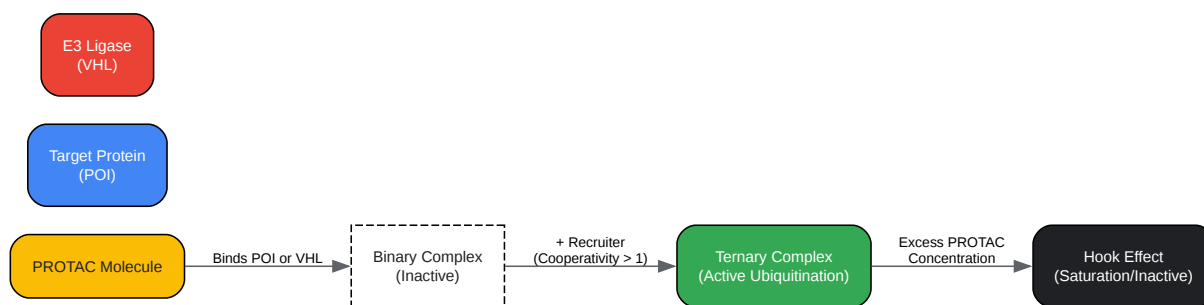 E3 Ligase
(VHL)
Target Protein
(POI)
PROTAC Molecule
Binds POI or VHL
Binary Complex
(Inactive)
+ Recruiter
(Cooperativity > 1)
Ternary Complex
(Active Ubiquitination)
Excess PROTAC
Concentration
Hook Effect
(Saturation/Inactive)